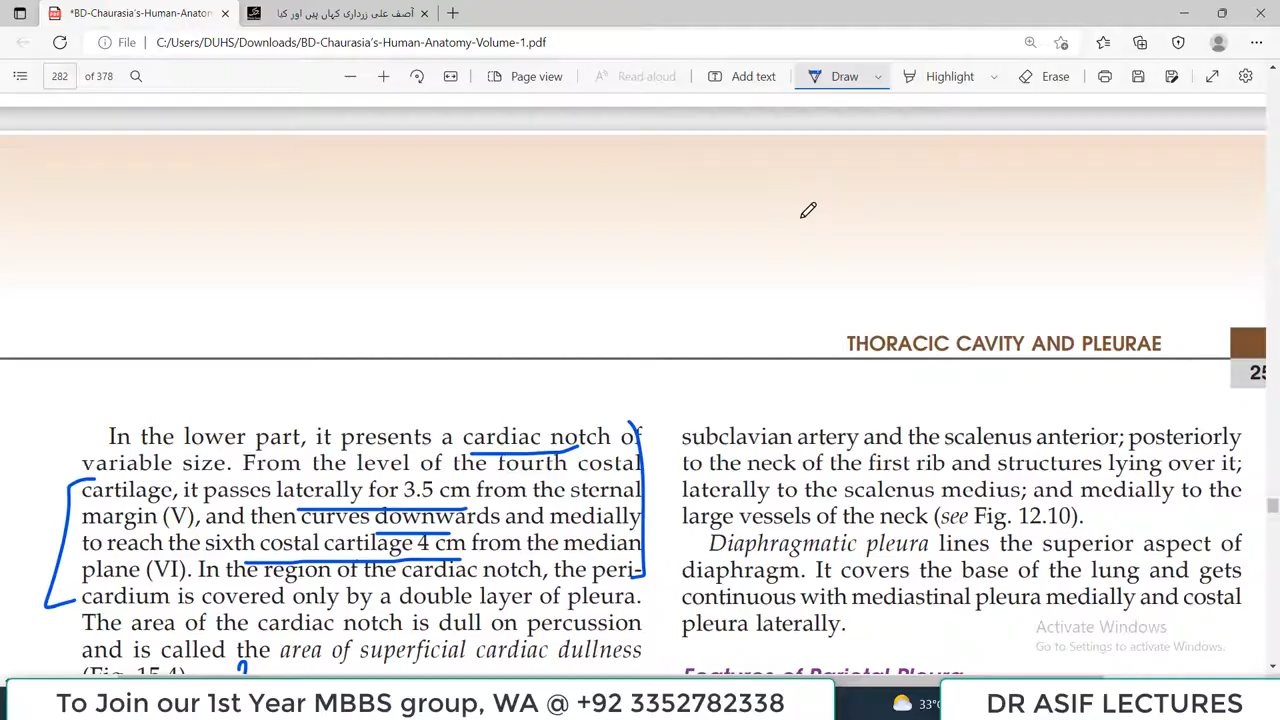 *BD-Chaurasia's-Human-Anatomy
آصف علی زرداری کہاں ہیں اور کیا
File C:/Users/DUHS/Downloads/BD-Chaurasia's-Human-Anatomy-Volume-1.pdf
282 of 378
Page view
Read aloud
Add text
Draw
Highlight
Erase
THORACIC CAVITY AND PLEURAE
25
In the lower part, it presents a cardiac notch of
variable size. From the level of the fourth costal
cartilage, it passes laterally for 3.5 cm from the sternal
margin (V), and then curves downwards and medially
to reach the sixth costal cartilage 4 cm from the median
plane (VI). In the region of the cardiac notch, the peri-
cardium is covered only by a double layer of pleura.
The area of the cardiac notch is dull on percussion
and is called the area of superficial cardiac dullness
(Fig. 15.4).
subclavian artery and the scalenus anterior; posteriorly
to the neck of the first rib and structures lying over it;
laterally to the scalenus medius; and medially to the
large vessels of the neck (see Fig. 12.10).
Diaphragmatic pleura lines the superior aspect of
diaphragm. It covers the base of the lung and gets
continuous with mediastinal pleura medially and costal
pleura laterally.
Features of Parietal Pleura
Activate Windows
Go to Settings to activate Windows.
To Join our 1st Year MBBS group, WA @ +92 3352782338
33°
DR ASIF LECTURES